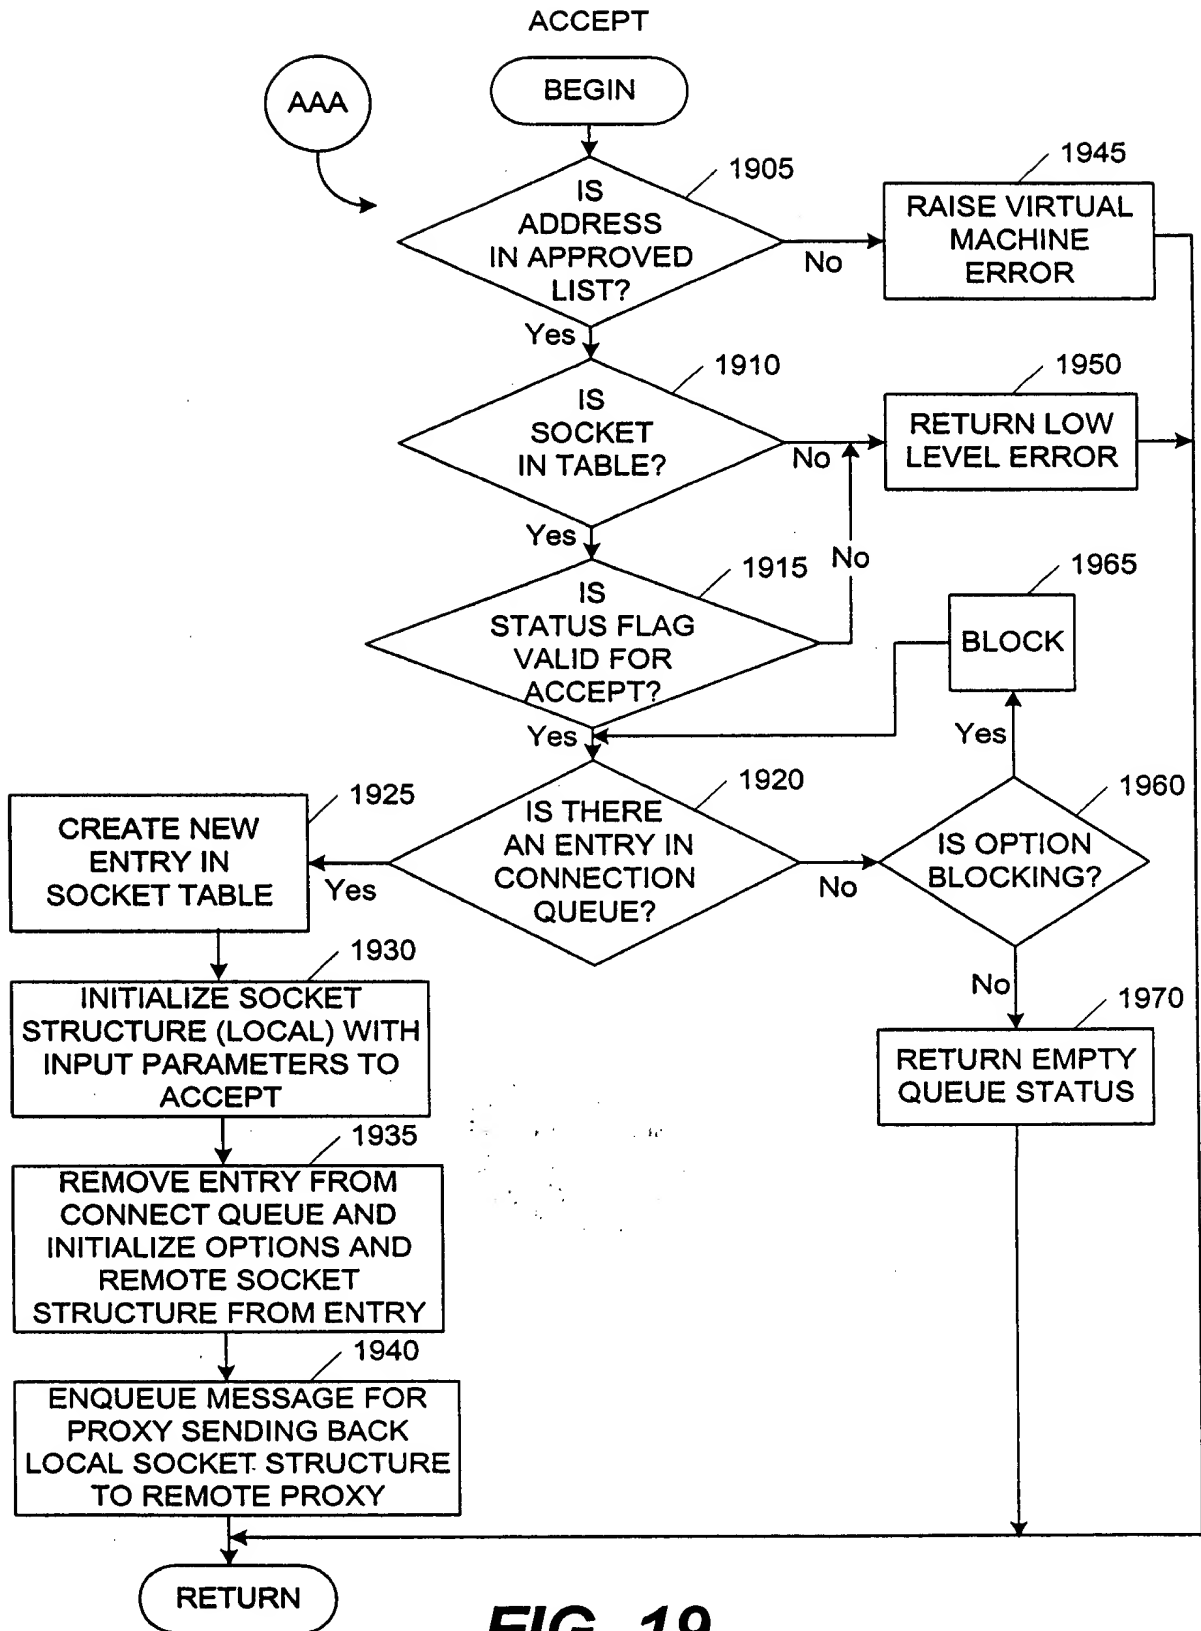 ACCEPT
AAA
BEGIN
1905
IS
ADDRESS
IN APPROVED
LIST?
No
1945
RAISE VIRTUAL
MACHINE
ERROR
Yes
1910
IS
SOCKET
IN TABLE?
No
1950
RETURN LOW
LEVEL ERROR
Yes
No
1915
IS
STATUS FLAG
VALID FOR
ACCEPT?
1965
BLOCK
Yes
Yes
1920
IS THERE
AN ENTRY IN
CONNECTION
QUEUE?
Yes
No
1960
IS OPTION
BLOCKING?
No
1970
RETURN EMPTY
QUEUE STATUS
1925
CREATE NEW
ENTRY IN
SOCKET TABLE
1930
INITIALIZE SOCKET
STRUCTURE (LOCAL) WITH
INPUT PARAMETERS TO
ACCEPT
1935
REMOVE ENTRY FROM
CONNECT QUEUE AND
INITIALIZE OPTIONS AND
REMOTE SOCKET
STRUCTURE FROM ENTRY
1940
ENQUEUE MESSAGE FOR
PROXY SENDING BACK
LOCAL SOCKET STRUCTURE
TO REMOTE PROXY
RETURN
FIG. 19